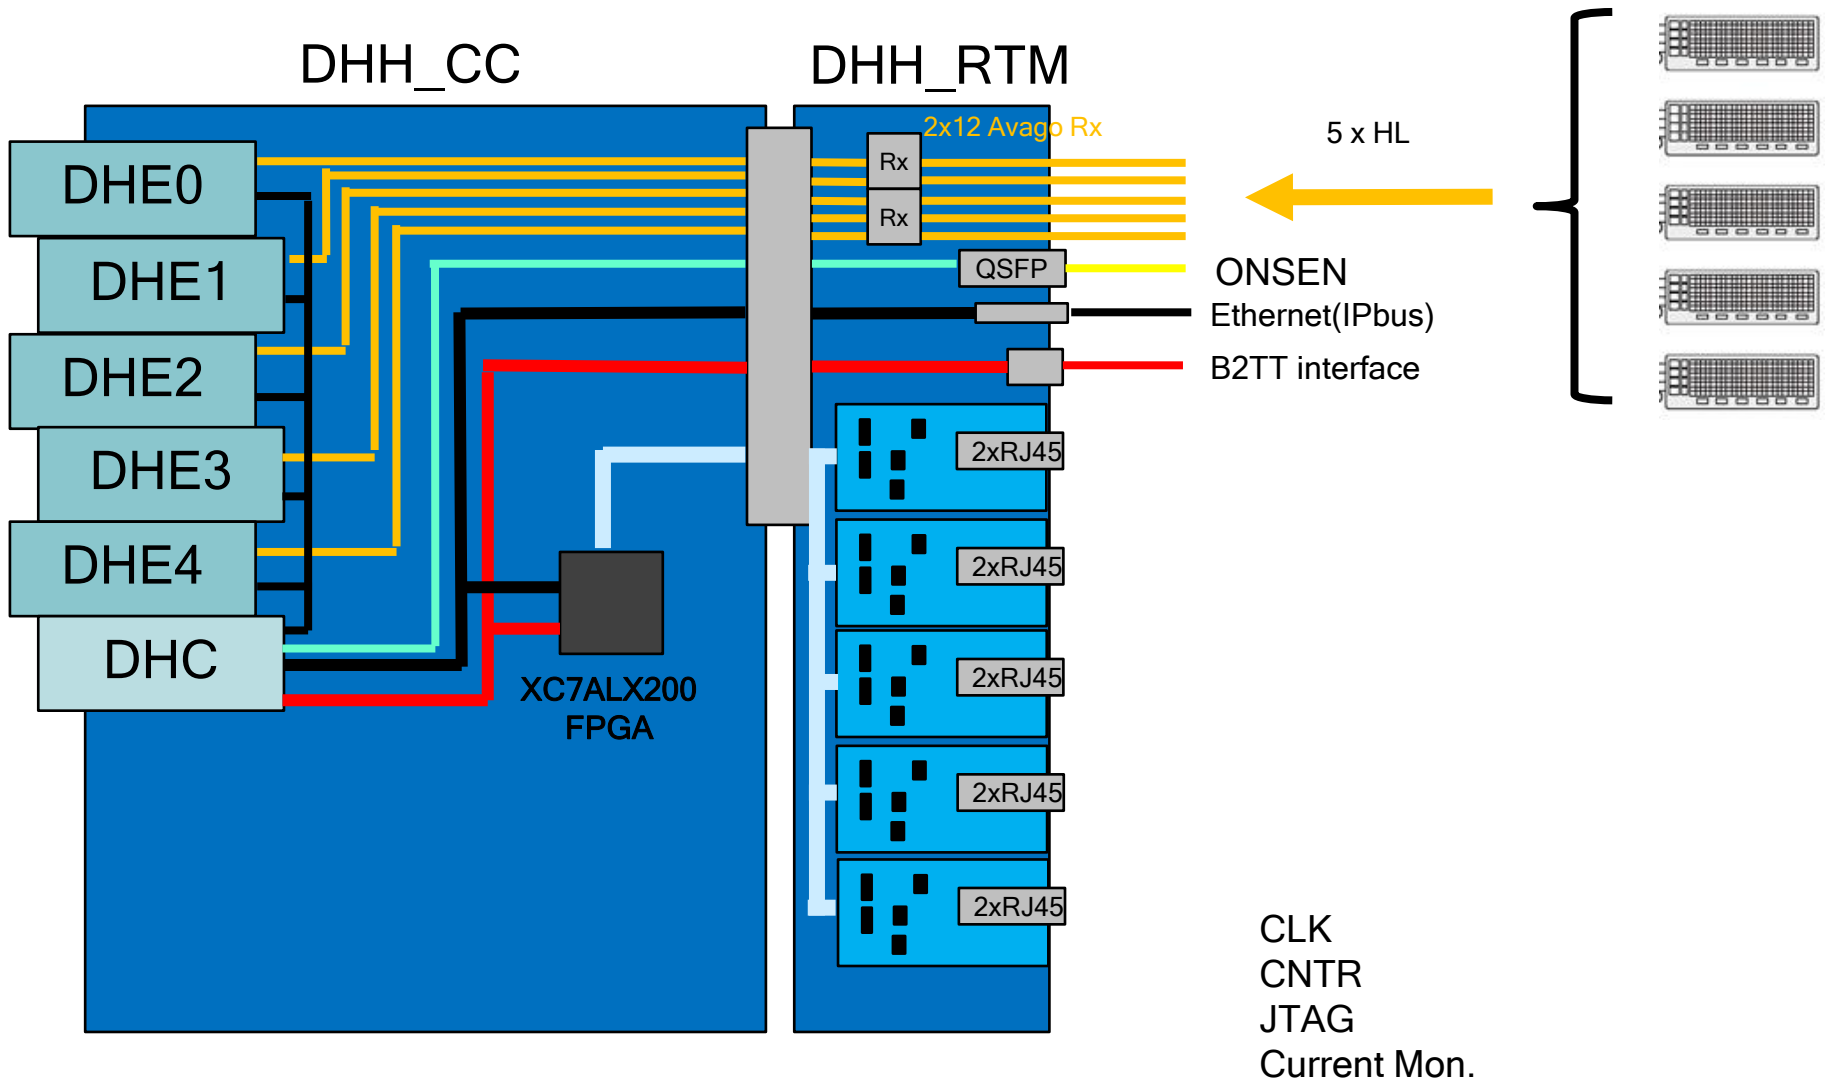 DHH_CC
DHH_RTM
2x12 Avago Rx
5 x HL
DHE0
DHE1
DHE2
DHE3
DHE4
DHC
Rx
Rx
QSFP
ONSEN
Ethernet(IPbus)
B2TT interface
2xRJ45
2xRJ45
2xRJ45
2xRJ45
2xRJ45
XC7ALX200
FPGA
CLK
CNTR
JTAG
Current Mon.